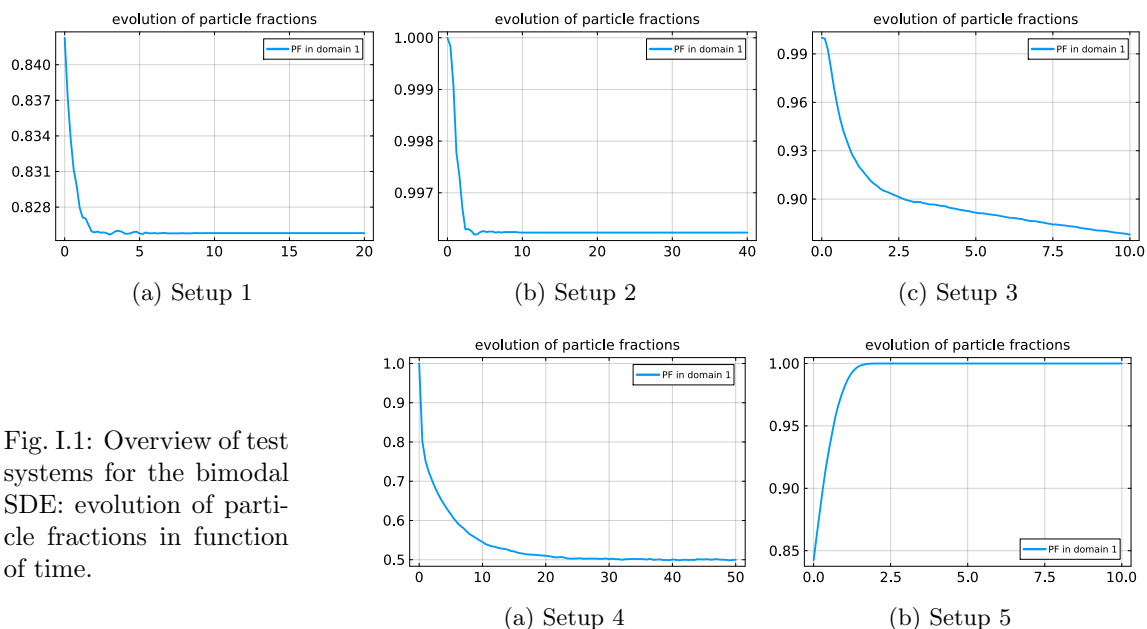 evolution of particle fractions
PF in domain 1
0.840
0.837
0.834
0.831
0.828
0 5 10 15 20
(a) Setup 1
evolution of particle fractions
PF in domain 1
1.000
0.999
0.998
0.997
0 10 20 30 40
(b) Setup 2
evolution of particle fractions
PF in domain 1
0.99
0.96
0.93
0.90
0.0 2.5 5.0 7.5 10.0
(c) Setup 3
Fig. I.1: Overview of test
systems for the bimodal
SDE: evolution of parti-
cle fractions in function
of time.
evolution of particle fractions
PF in domain 1
1.0
0.9
0.8
0.7
0.6
0.5
0 10 20 30 40 50
(a) Setup 4
evolution of particle fractions
1.00
0.95
0.90
0.85
PF in domain 1
0.0 2.5 5.0 7.5 10.0
(b) Setup 5